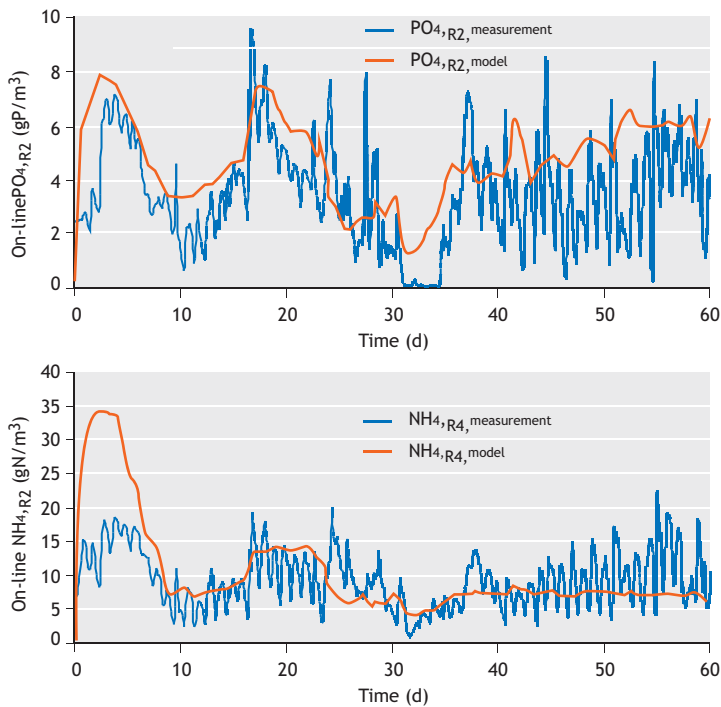 On-linePO4,R2 (gP/m3)
10
8
6
4
2
0
PO4,R2,measurement
PO4,R2,model
0 10 20 30 40 50 60
Time (d)
On-line NH4,R2 (gN/m3)
40
35
30
25
20
15
10
5
0
NH4,R4,measurement
NH4,R4,model
0 10 20 30 40 50 60
Time (d)